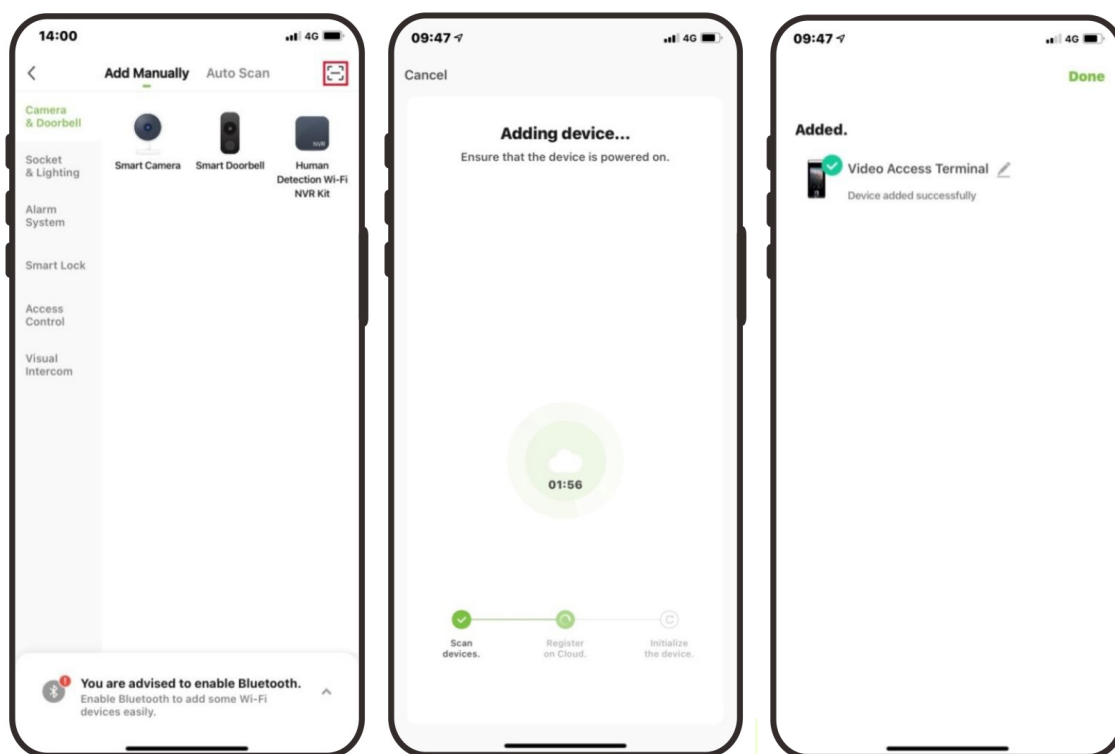 14:00
4G
Add Manually Auto Scan
Camera
& Doorbell
Socket
& Lighting
Alarm
System
Smart Lock
Access
Control
Visual
Intercom
Smart Camera
Smart Doorbell
NVR
Human
Detection Wi-Fi
NVR Kit
You are advised to enable Bluetooth.
Enable Bluetooth to add some Wi-Fi
devices easily.
09:47
4G
Cancel
Adding device...
Ensure that the device is powered on.
01:56
Scan
devices.
Register
on Cloud.
Initialize
the device.
09:47
4G
Done
Added.
Video Access Terminal
Device added successfully